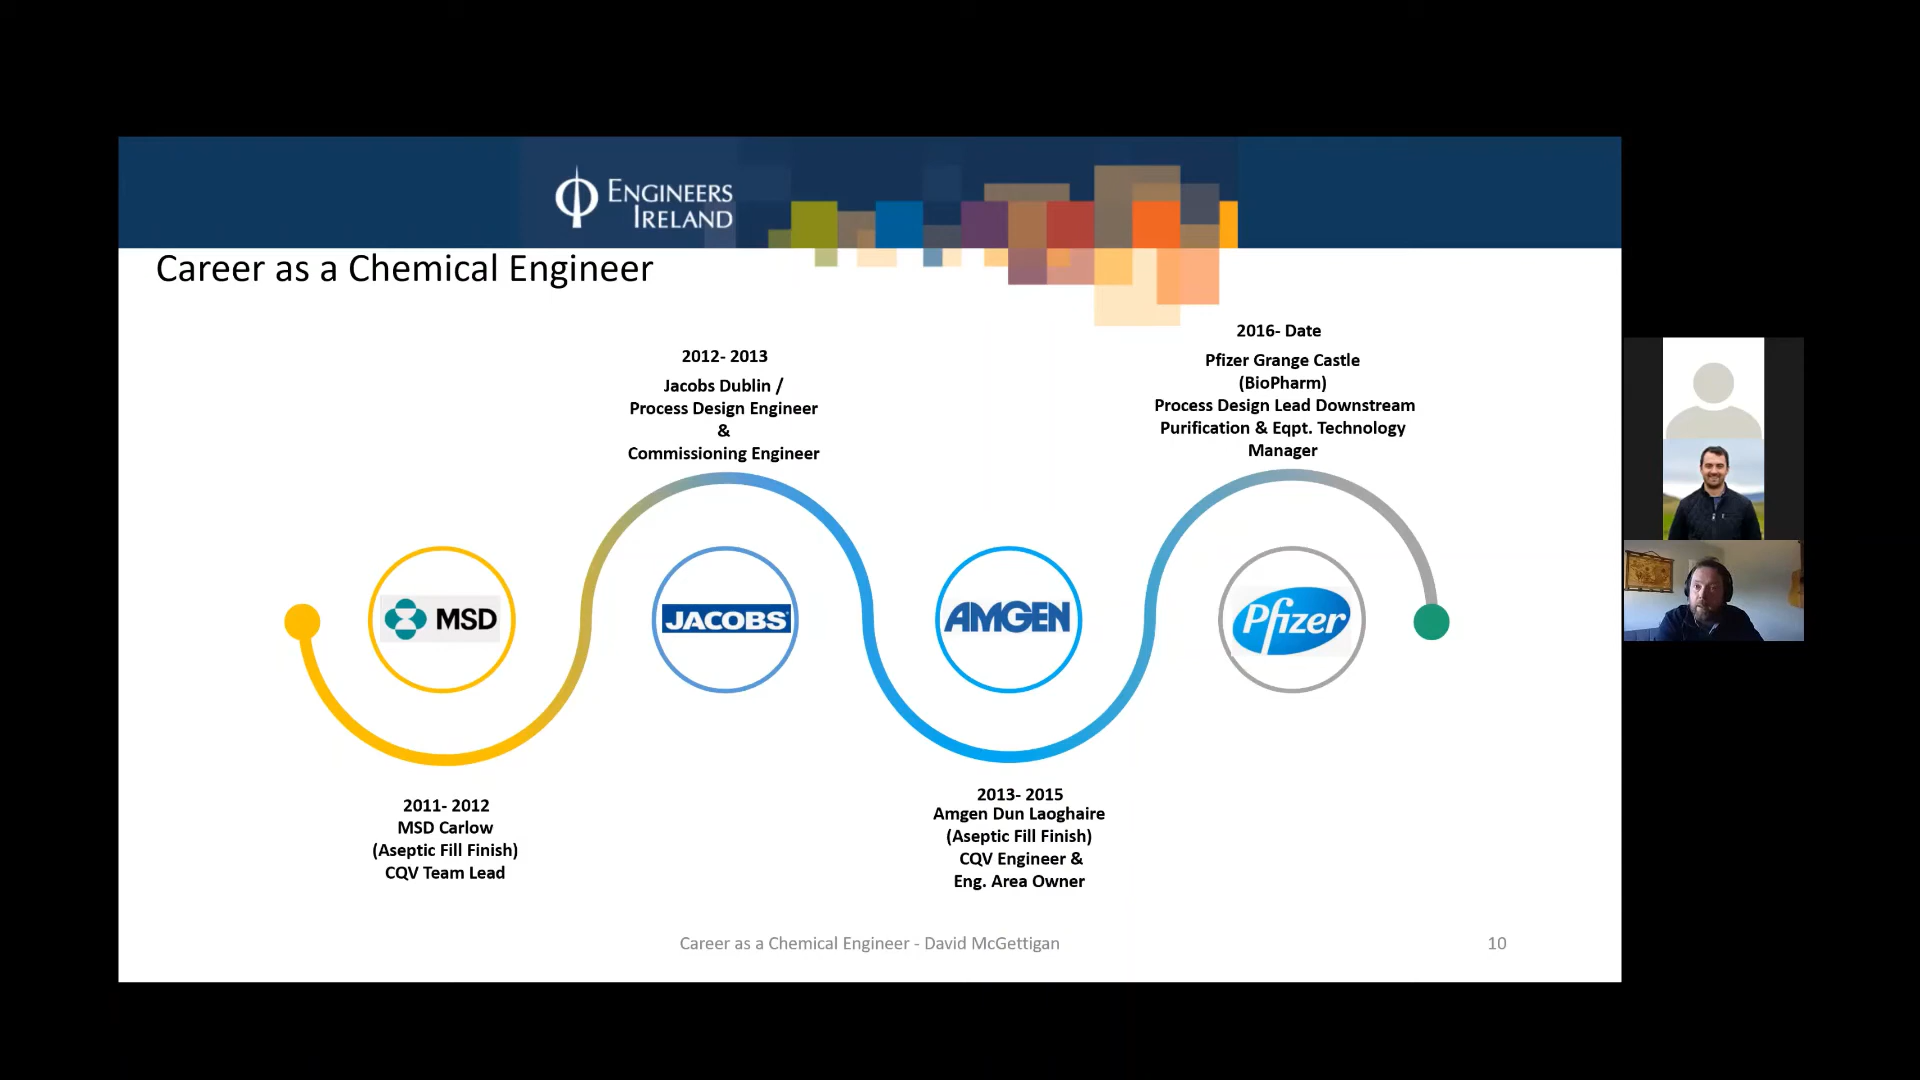 ENGINEERS
IRELAND
Career as a Chemical Engineer
2012- 2013
Jacobs Dublin /
Process Design Engineer
&
Commissioning Engineer
2016- Date
Pfizer Grange Castle
(BioPharm)
Process Design Lead Downstream
Purification & Eqpt. Technology
Manager
MSD
JACOBS
AMGEN
Pfizer
2011- 2012
MSD Carlow
(Aseptic Fill Finish)
CQV Team Lead
2013- 2015
Amgen Dun Laoghaire
(Aseptic Fill Finish)
CQV Engineer &
Eng. Area Owner
Career as a Chemical Engineer - David McGettigan
10